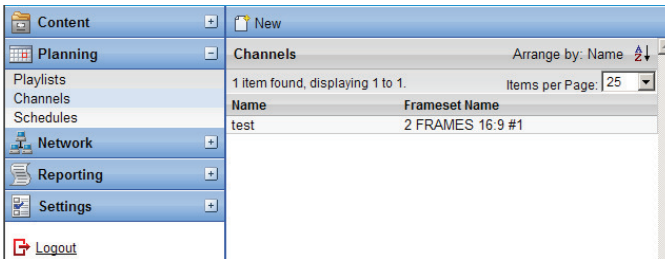 Content
Planning
Playlists
Channels
Schedules
Network
Reporting
Settings
Logout
New
Channels Arrange by: Name
1 item found, displaying 1 to 1. Items per Page: 25
Name Frameset Name
test 2 FRAMES 16:9 #1